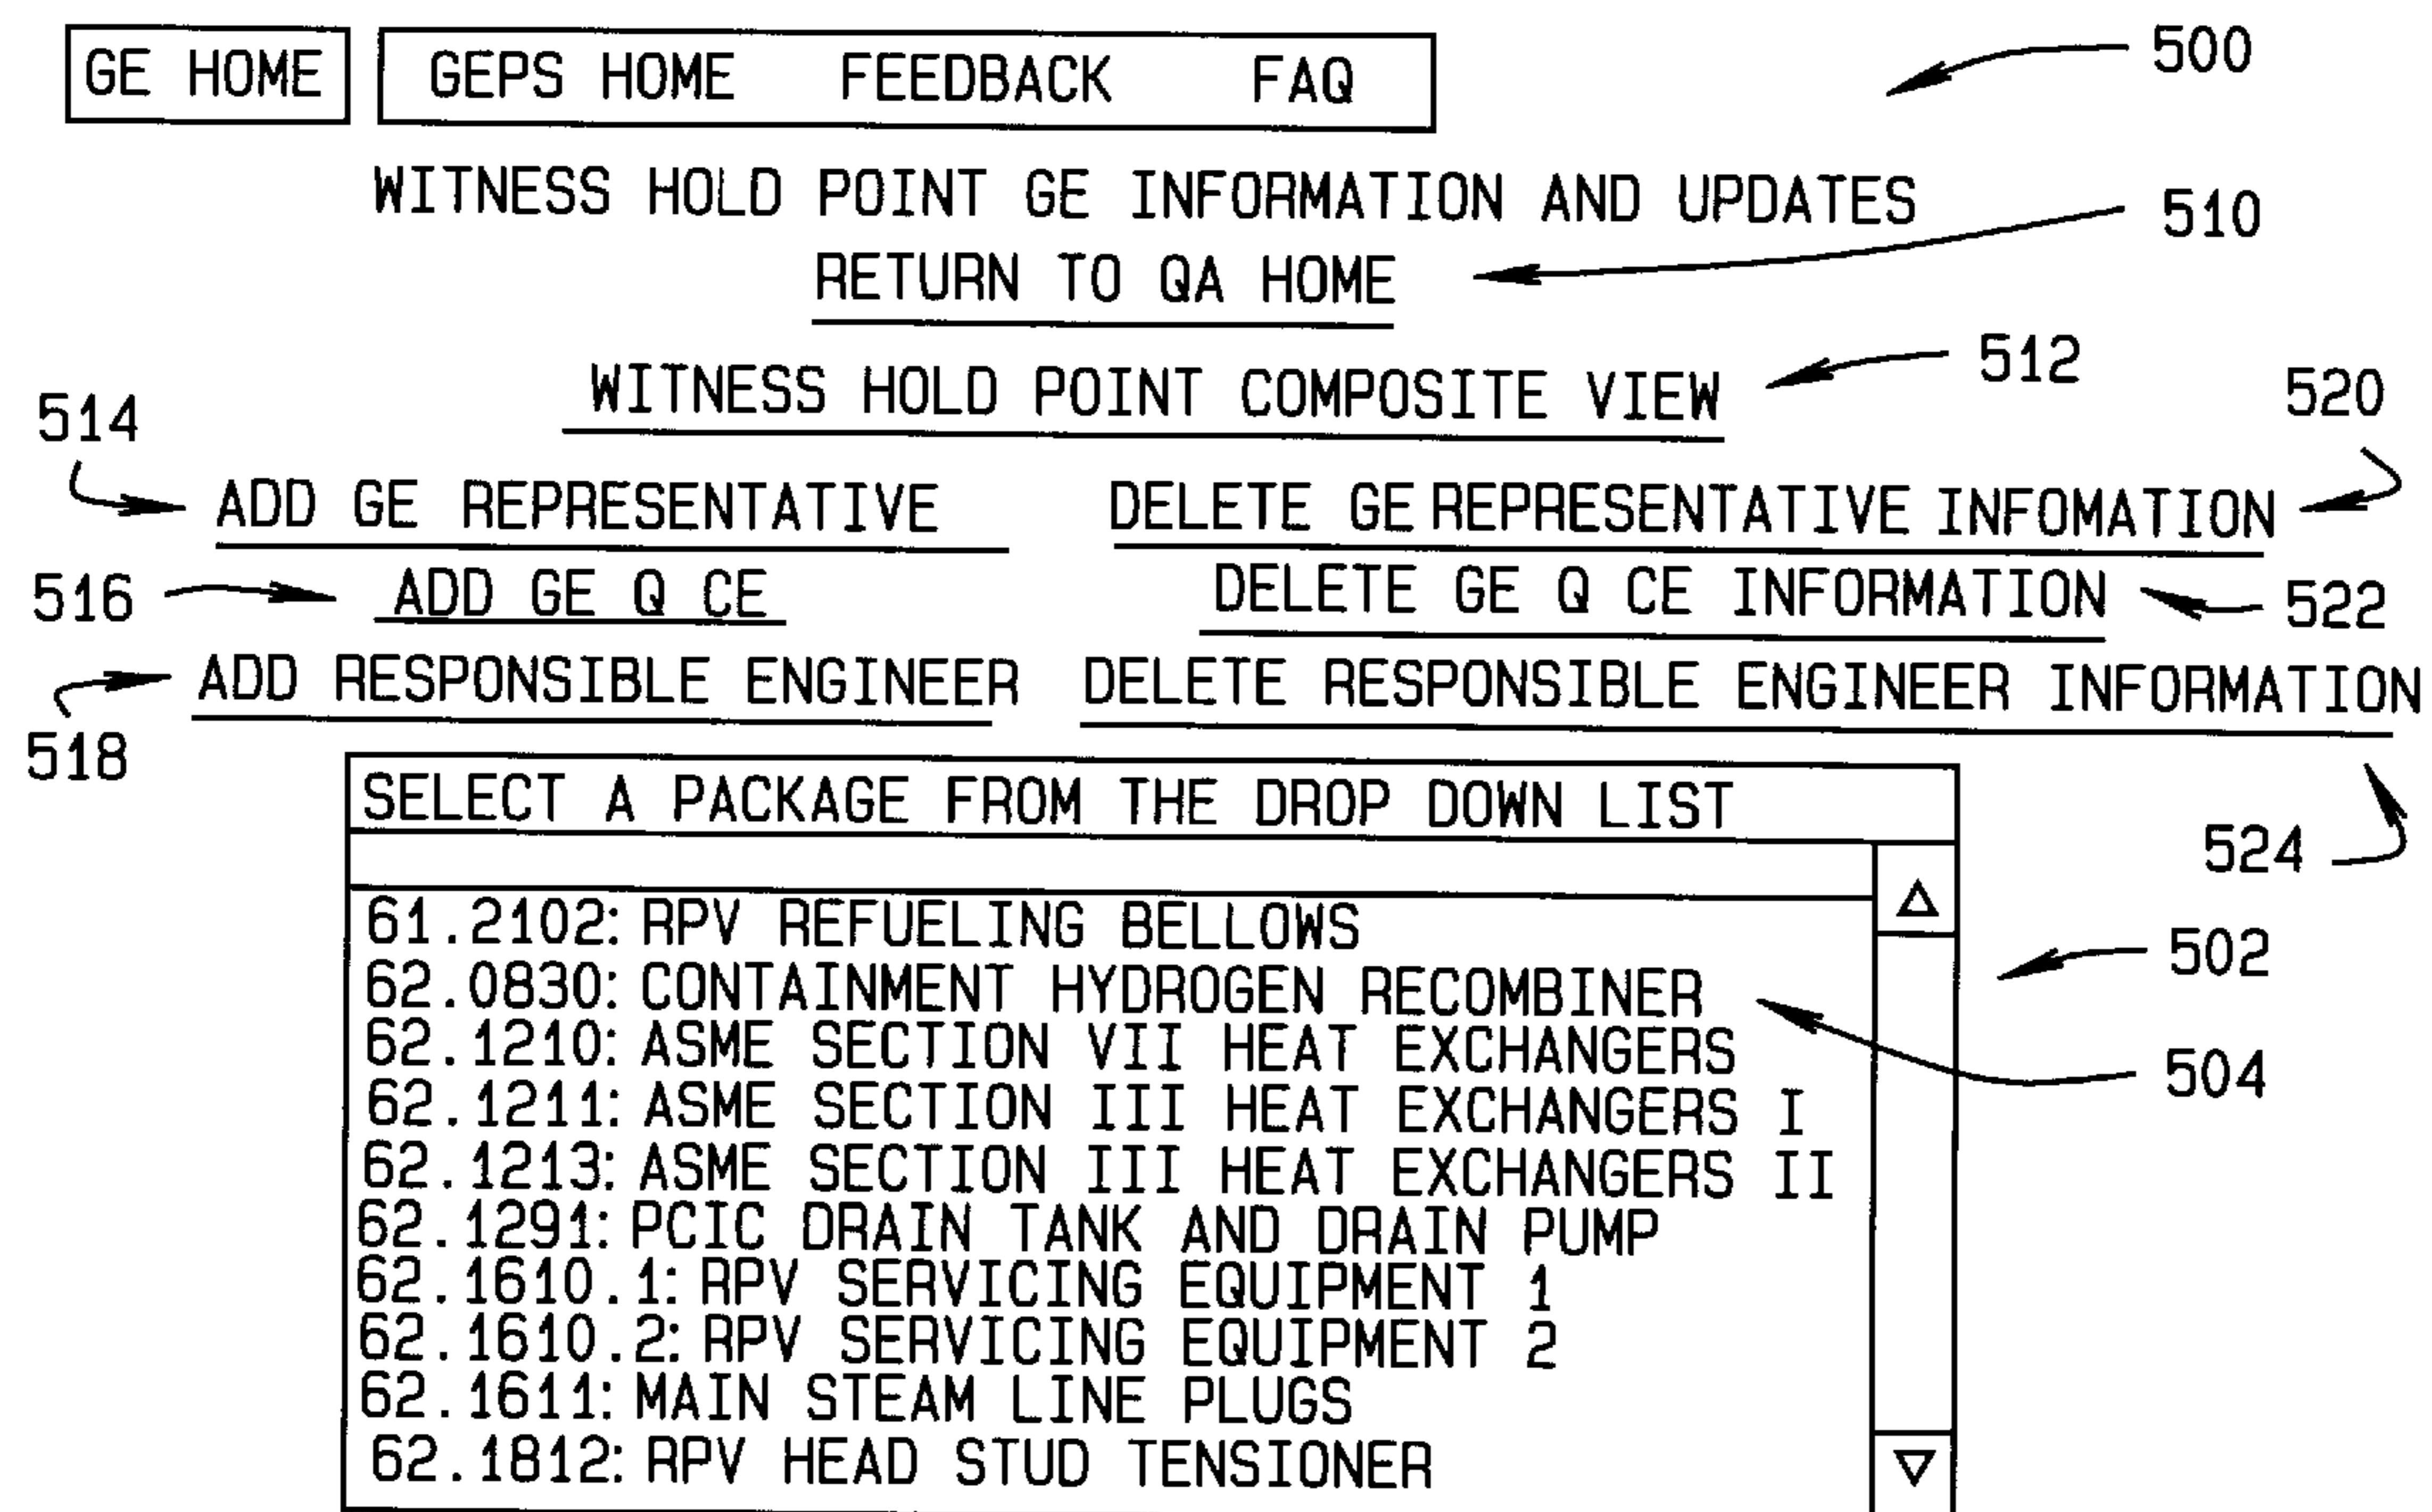 GE HOME GEPS HOME FEEDBACK FAQ 500
WITNESS HOLD POINT GE INFORMATION AND UPDATES 510
RETURN TO QA HOME
WITNESS HOLD POINT COMPOSITE VIEW 512
514 520
ADD GE REPRESENTATIVE DELETE GE REPRESENTATIVE INFOMATION
516 ADD GE Q CE DELETE GE Q CE INFORMATION 522
ADD RESPONSIBLE ENGINEER DELETE RESPONSIBLE ENGINEER INFORMATION
518
SELECT A PACKAGE FROM THE DROP DOWN LIST
524
61.2102: RPV REFUELING BELLOWS 502
62.0830: CONTAINMENT HYDROGEN RECOMBINER
62.1210: ASME SECTION VII HEAT EXCHANGERS 504
62.1211: ASME SECTION III HEAT EXCHANGERS I
62.1213: ASME SECTION III HEAT EXCHANGERS II
62.1291: PCIC DRAIN TANK AND DRAIN PUMP
62.1610.1: RPV SERVICING EQUIPMENT 1
62.1610.2: RPV SERVICING EQUIPMENT 2
62.1611: MAIN STEAM LINE PLUGS
62.1812: RPV HEAD STUD TENSIONER